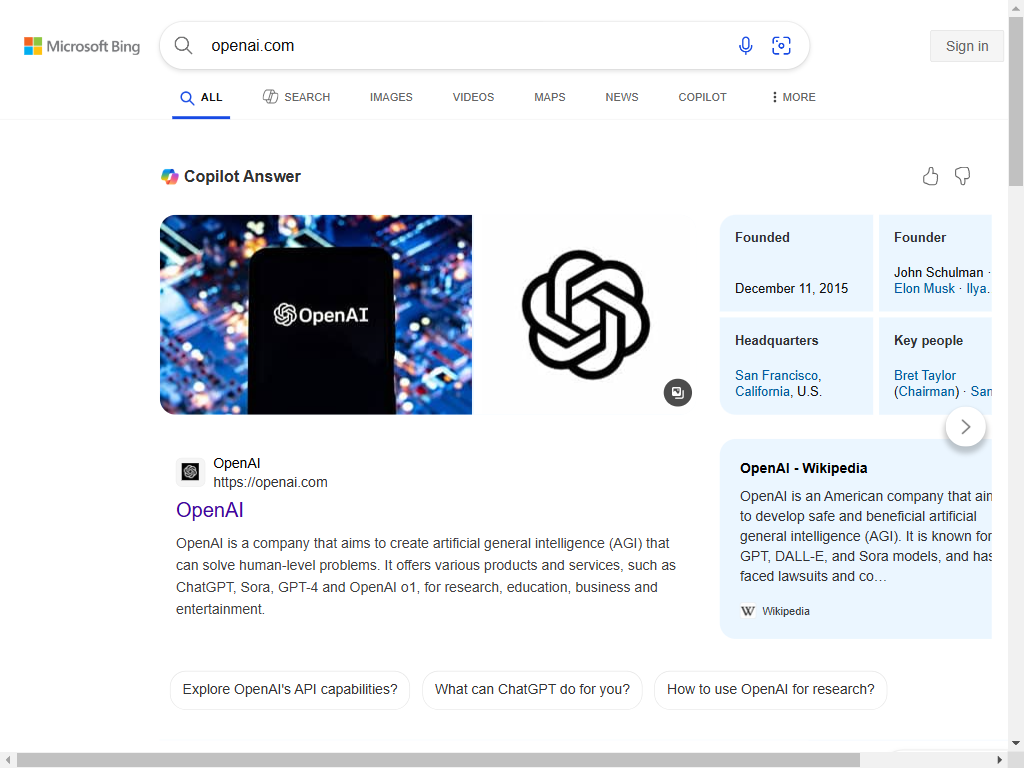 Microsoft Bing
openai.com
Sign in
ALL
SEARCH
IMAGES
VIDEOS
MAPS
NEWS
COPILOT
MORE
Copilot Answer
OpenAI
Founded
December 11, 2015
Founder
John Schulman ·
Elon Musk · Ilya.
Headquarters
San Francisco,
California, U.S.
Key people
Bret Taylor
(Chairman) · San
OpenAI
https://openai.com
OpenAI
OpenAI is a company that aims to create artificial general intelligence (AGI) that
can solve human-level problems. It offers various products and services, such as
ChatGPT, Sora, GPT-4 and OpenAI o1, for research, education, business and
entertainment.
OpenAI - Wikipedia
OpenAI is an American company that aim
to develop safe and beneficial artificial
general intelligence (AGI). It is known for
GPT, DALL-E, and Sora models, and has
faced lawsuits and co…
W Wikipedia
Explore OpenAI's API capabilities?
What can ChatGPT do for you?
How to use OpenAI for research?